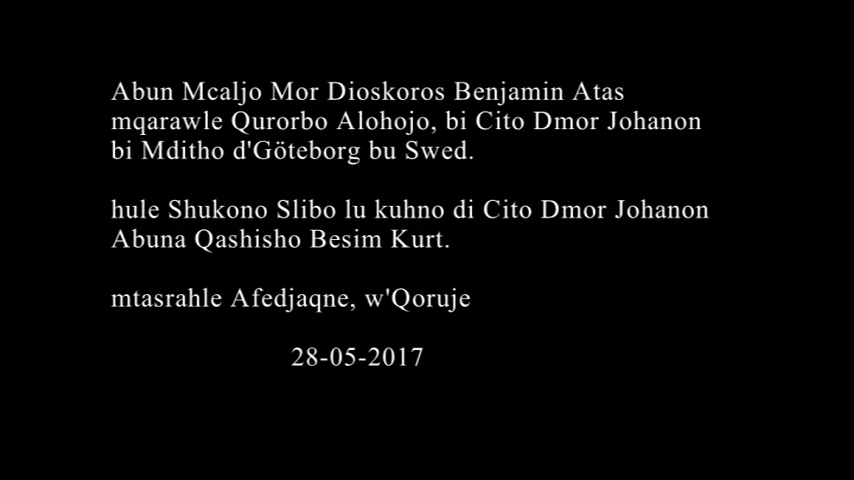 Abun Mcaljo Mor Dioskoros Benjamin Atas
mqarawle Qurorbo Alohojo, bi Cito Dmor Johanon
bi Mditho d'Göteborg bu Swed.
hule Shukono Slibo lu kuhno di Cito Dmor Johanon
Abuna Qashisho Besim Kurt.
mtasrahle Afedjaqne, w'Qoruje
28-05-2017